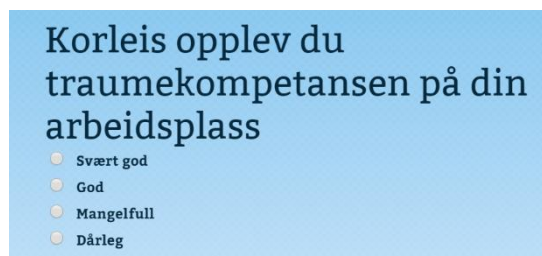 Korleis opplev du
traumekompetansen på din
arbeidsplass
Svært god
God
Mangelfull
Dårleg